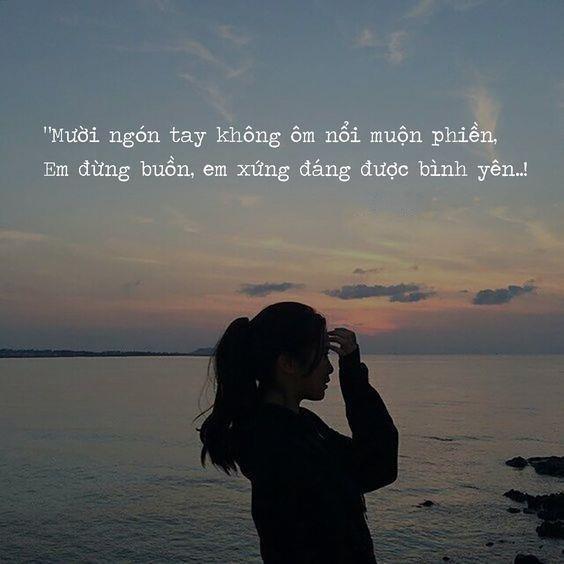 "Mười ngón tay không ôm nổi muộn phiền,
Em đừng buồn, em xứng đáng được bình yên..!